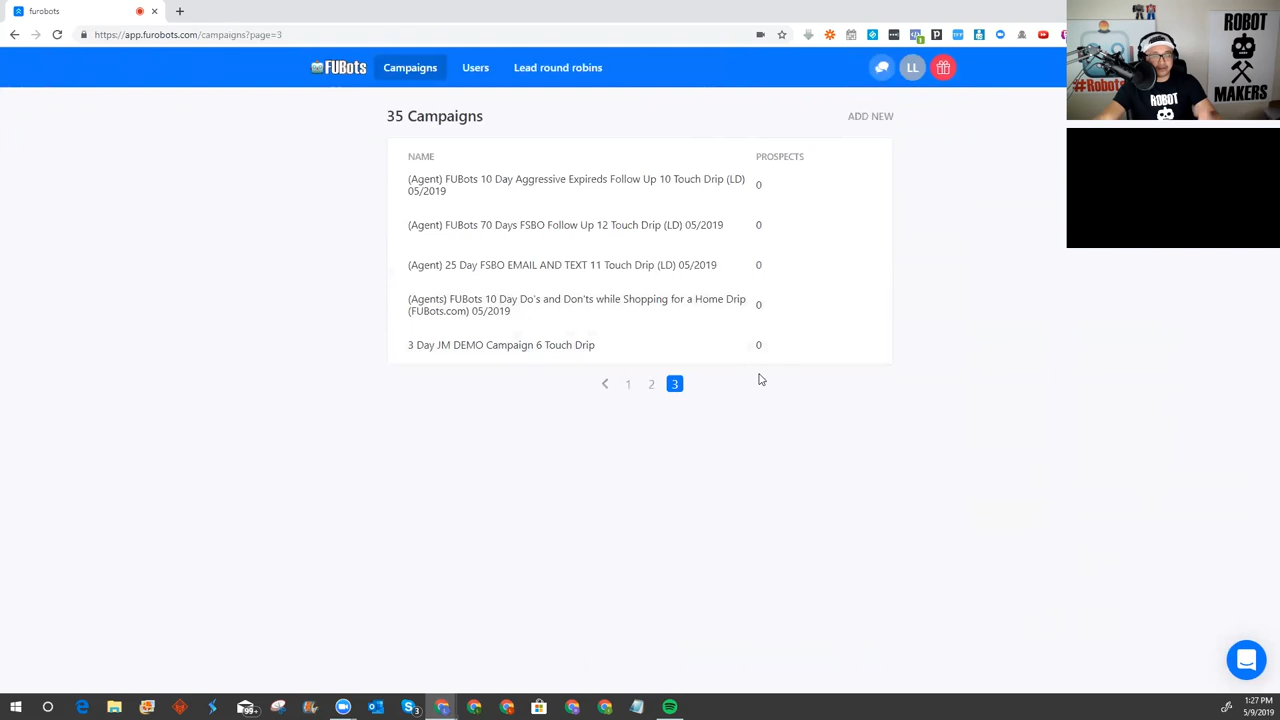 furobots
https://app.furobots.com/campaigns?page=3
FUBots
Campaigns
Users
Lead round robins
LL
35 Campaigns
ADD NEW
NAME
PROSPECTS
(Agent) FUBots 10 Day Aggressive Expireds Follow Up 10 Touch Drip (LD)
05/2019
0
(Agent) FUBots 70 Days FSBO Follow Up 12 Touch Drip (LD) 05/2019
0
(Agent) 25 Day FSBO EMAIL AND TEXT 11 Touch Drip (LD) 05/2019
0
(Agents) FUBots 10 Day Do's and Don'ts while Shopping for a Home Drip
(FUBots.com) 05/2019
0
3 Day JM DEMO Campaign 6 Touch Drip
0
1 2 3
#Robots
ROBOT
MAKERS
ROBOT
MAKERS
99+
3
1:27 PM
5/9/2019